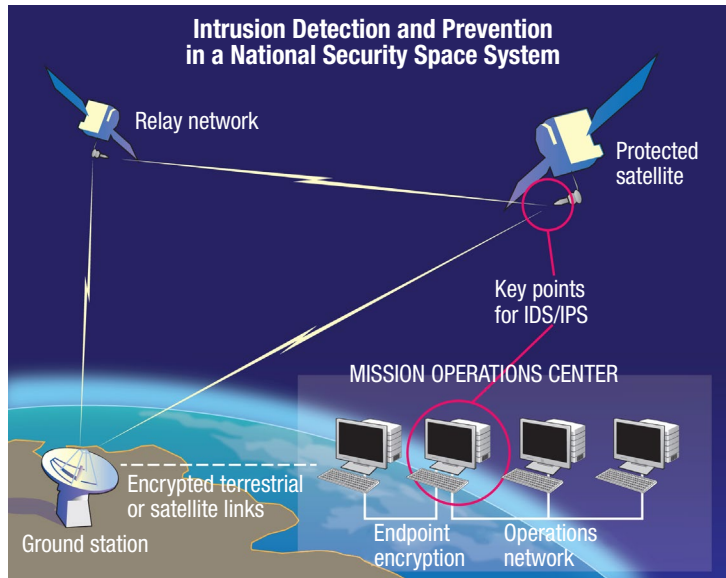 Intrusion Detection and Prevention
in a National Security Space System
Relay network
Protected
satellite
Key points
for IDS/IPS
MISSION OPERATIONS CENTER
Encrypted terrestrial
or satellite links
Ground station
Endpoint
encryption
Operations
network